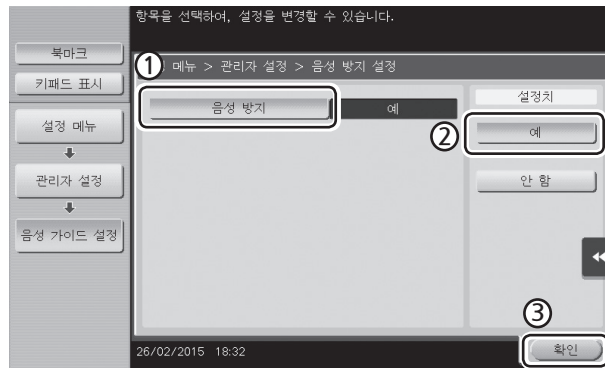 항목을 선택하여, 설정을 변경할 수 있습니다.
북마크
키패드 표시
설정 메뉴
관리자 설정
음성 가이드 설정
① 메뉴 > 관리자 설정 > 음성 방지 설정
음성 방지
예
설정치
②
예
안 함
③
확인
26/02/2015 18:32